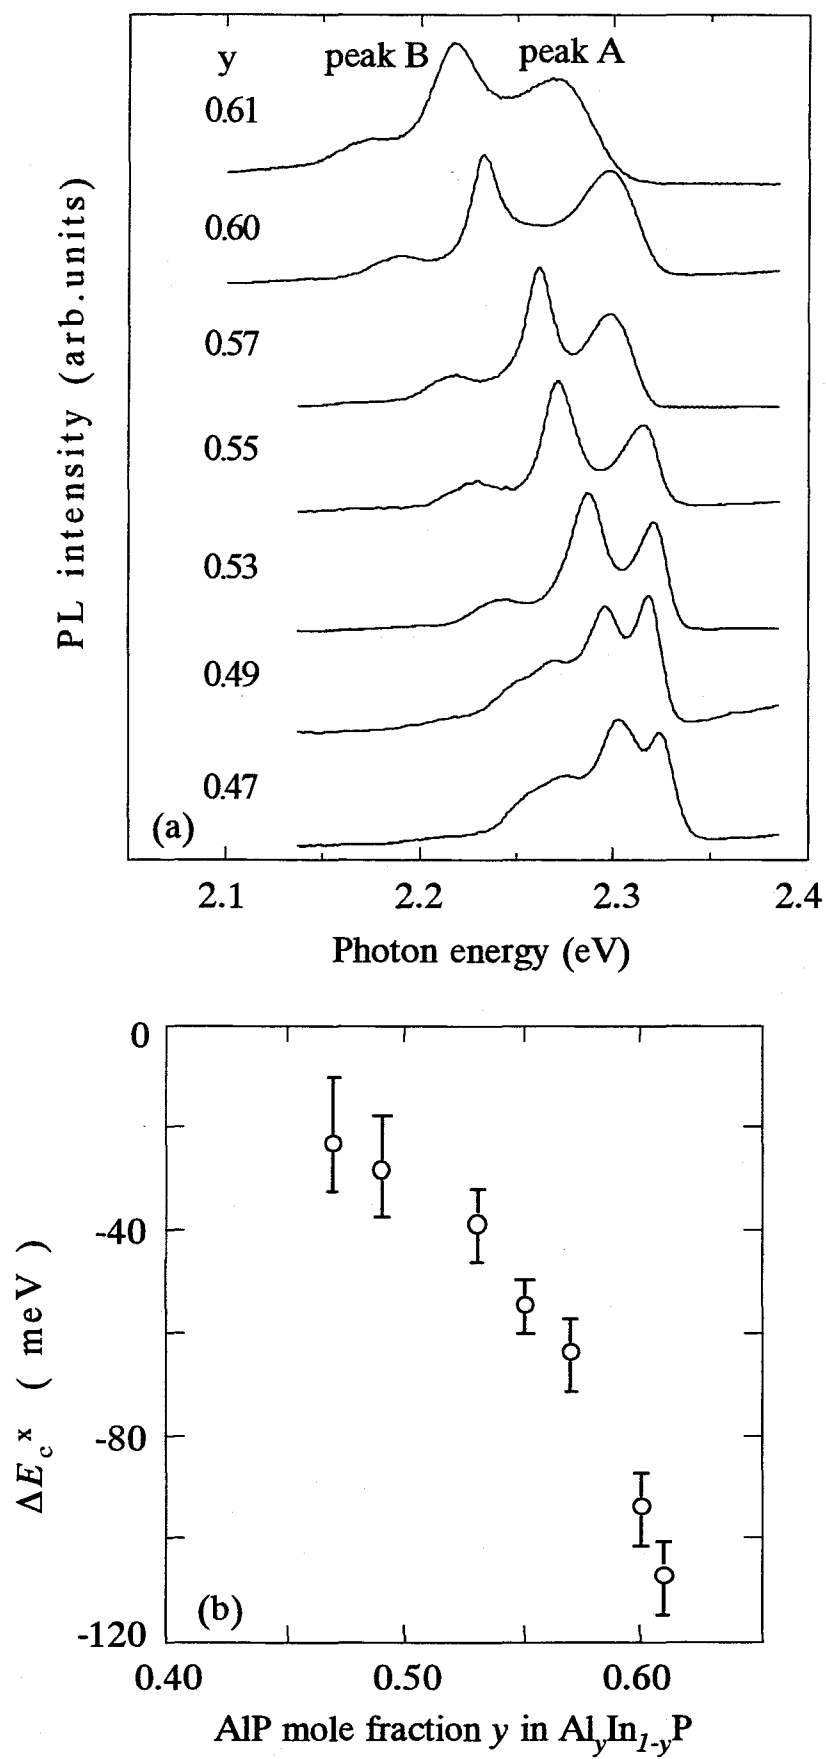 y peak B peak A
0.61
0.60
0.57
0.55
0.53
0.49
0.47
(a)
PL intensity (arb.units)
2.1 2.2 2.3 2.4
Photon energy (eV)
0
-40
-80
-120
ΔE_c^x ( meV )
(b)
0.40 0.50 0.60
AlP mole fraction y in Al_yIn_{1-y}P